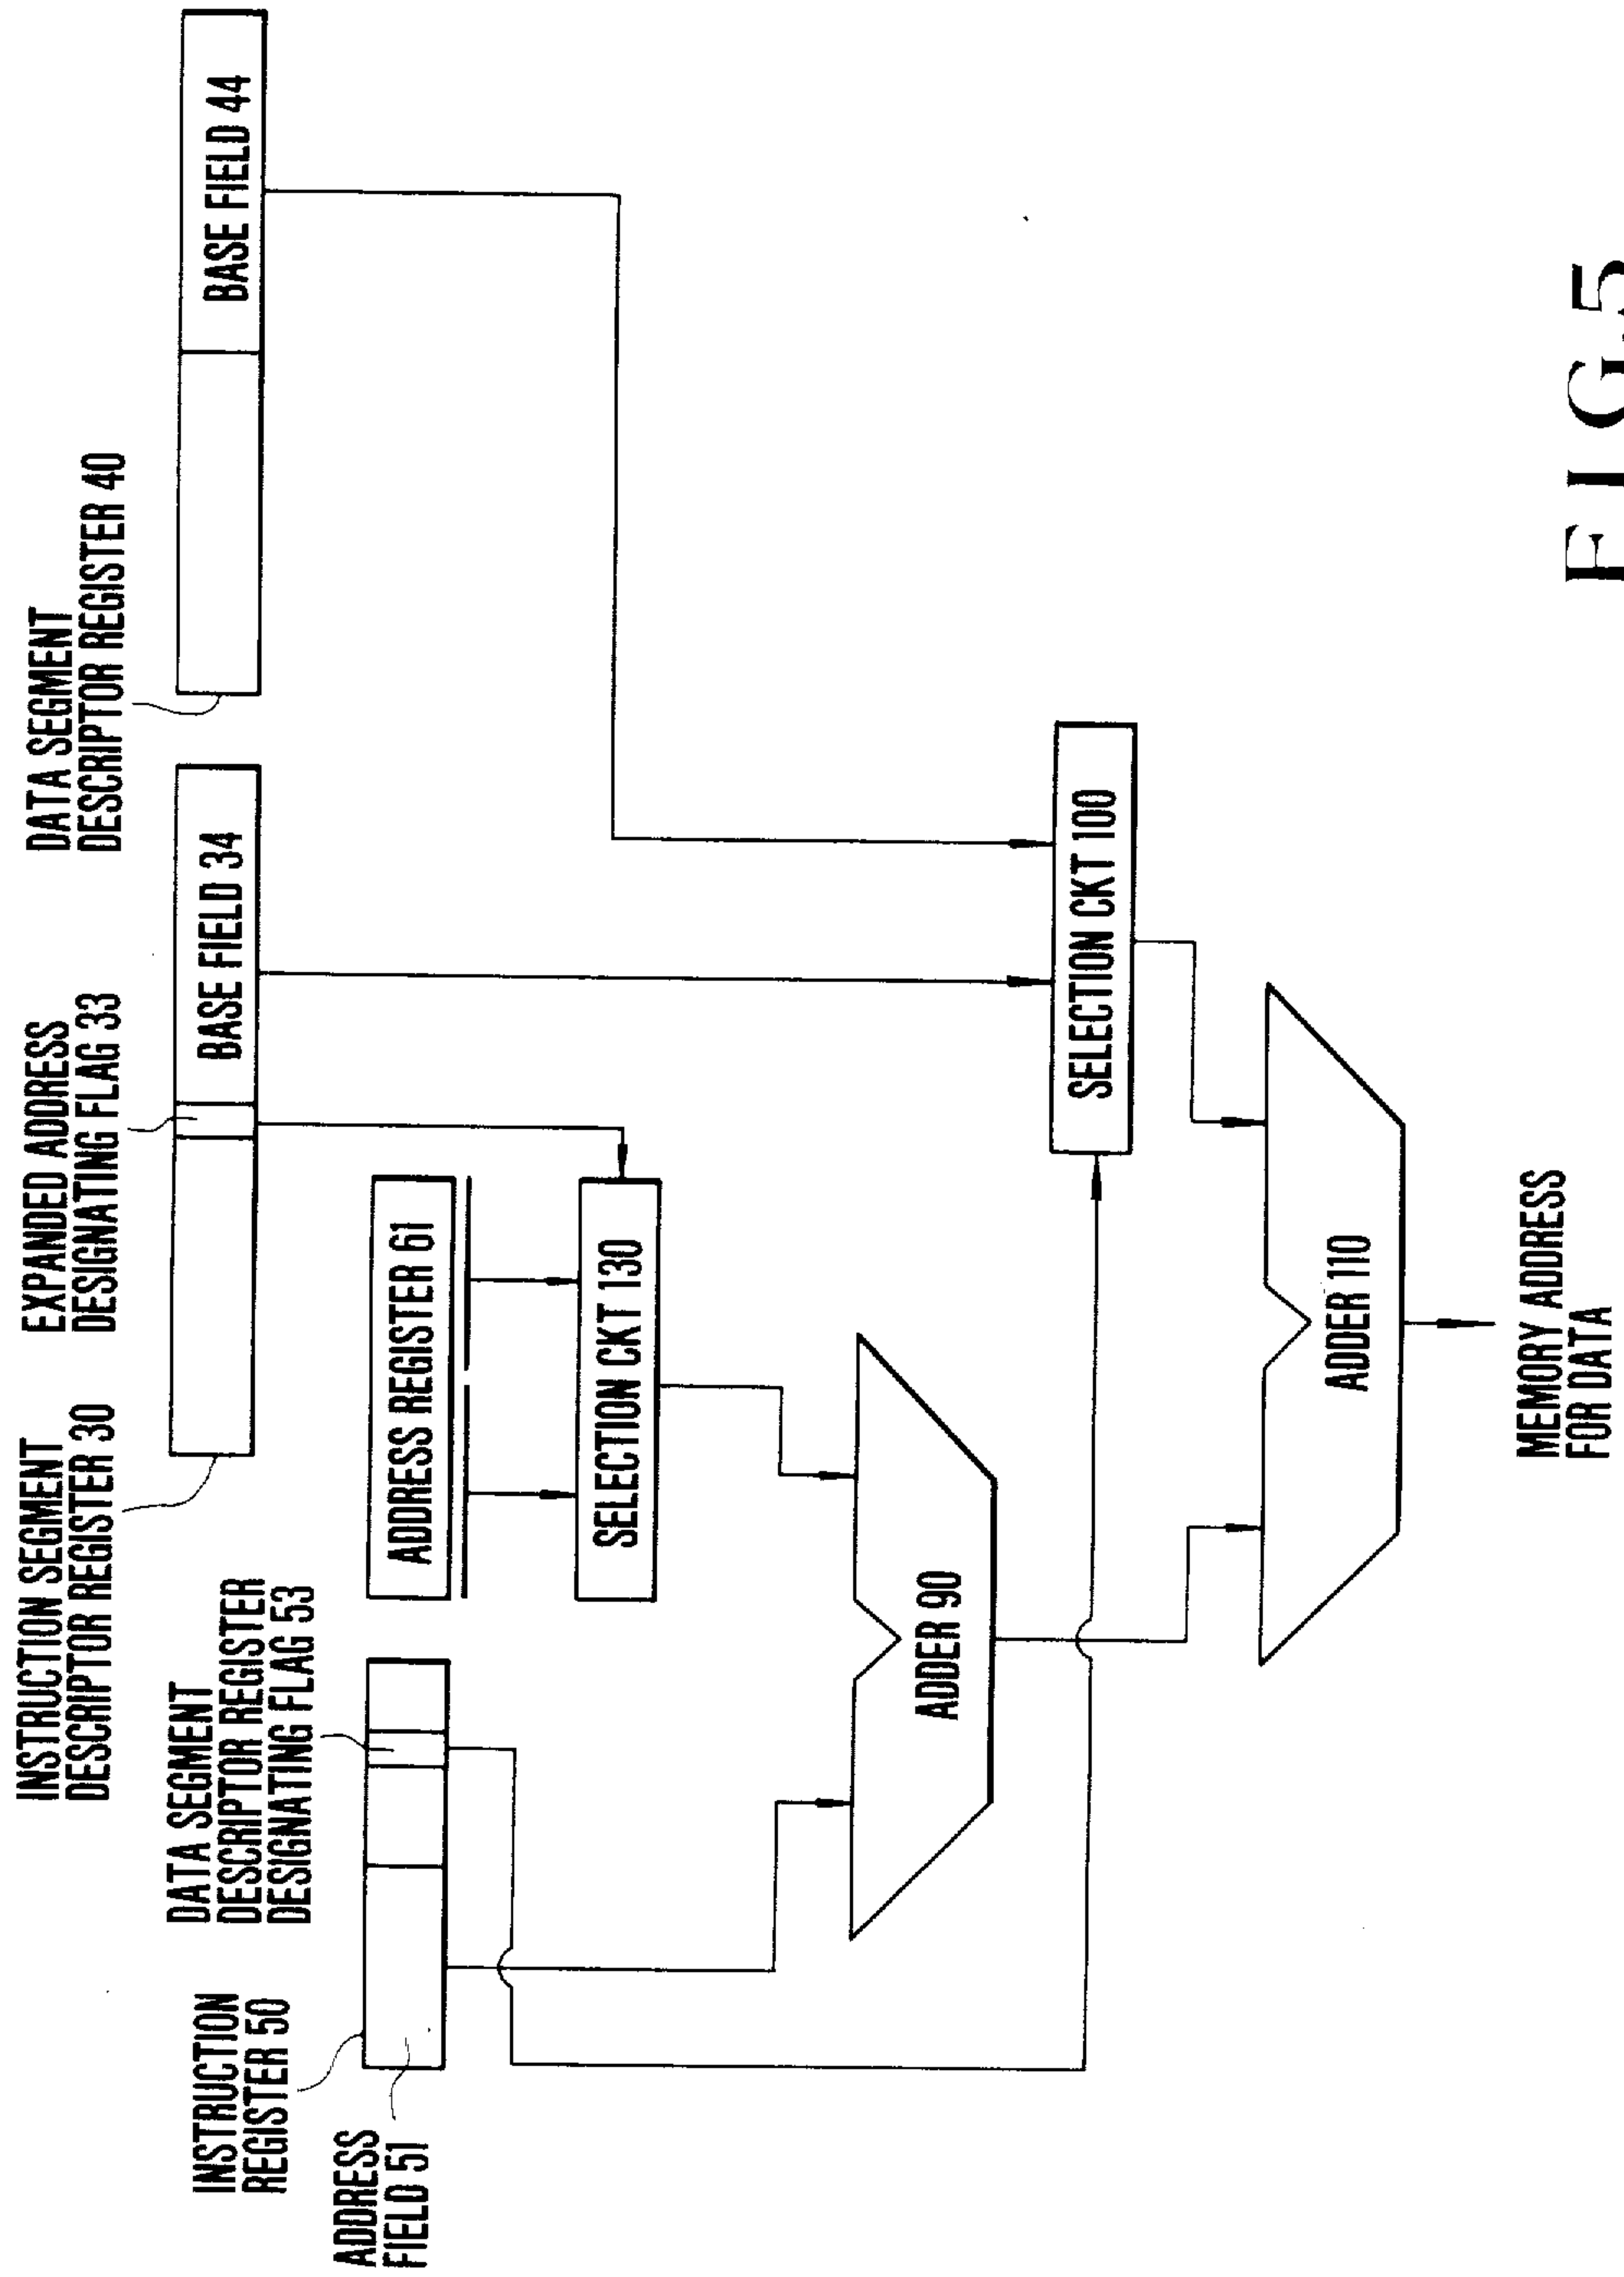 INSTRUCTION SEGMENT
DESCRIPTOR REGISTER 30
EXPANDED ADDRESS
DESIGNATING FLAG 33
DATA SEGMENT
DESCRIPTOR REGISTER 40
BASE FIELD 34
BASE FIELD 44
INSTRUCTION
REGISTER 50
DATA SEGMENT
DESCRIPTOR REGISTER
DESIGNATING FLAG 53
ADDRESS
FIELD 51
ADDRESS REGISTER 61
SELECTION CKT 130
ADDER 90
SELECTION CKT 100
ADDER 110
MEMORY ADDRESS
FOR DATA
FIG.5